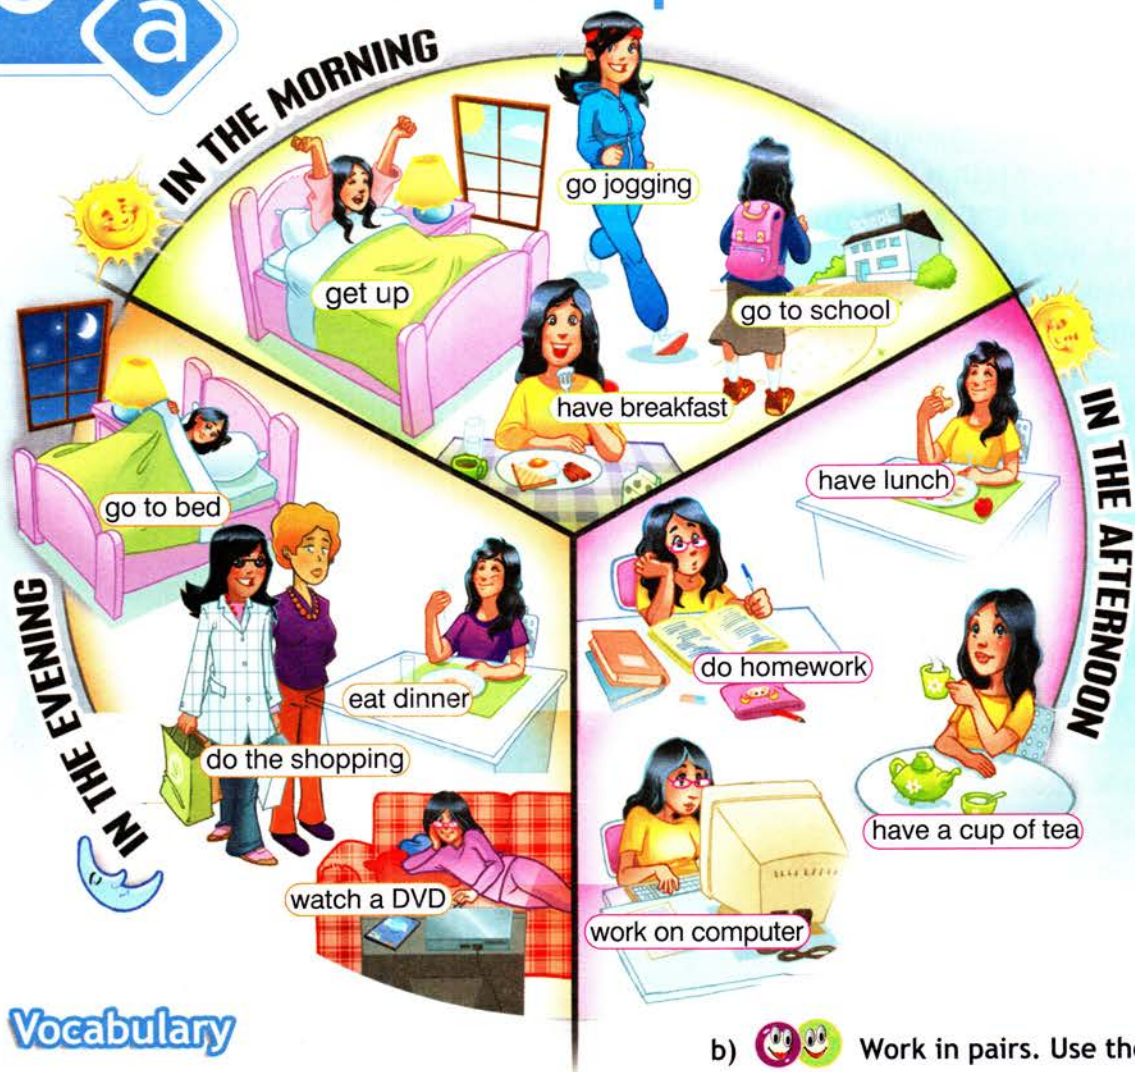 a
IN THE MORNING
go jogging
get up
go to school
have breakfast
IN THE AFTERNOON
have lunch
do homework
have a cup of tea
work on computer
IN THE EVENING
go to bed
eat dinner
do the shopping
watch a DVD
Vocabulary
b) Work in pairs. Use the